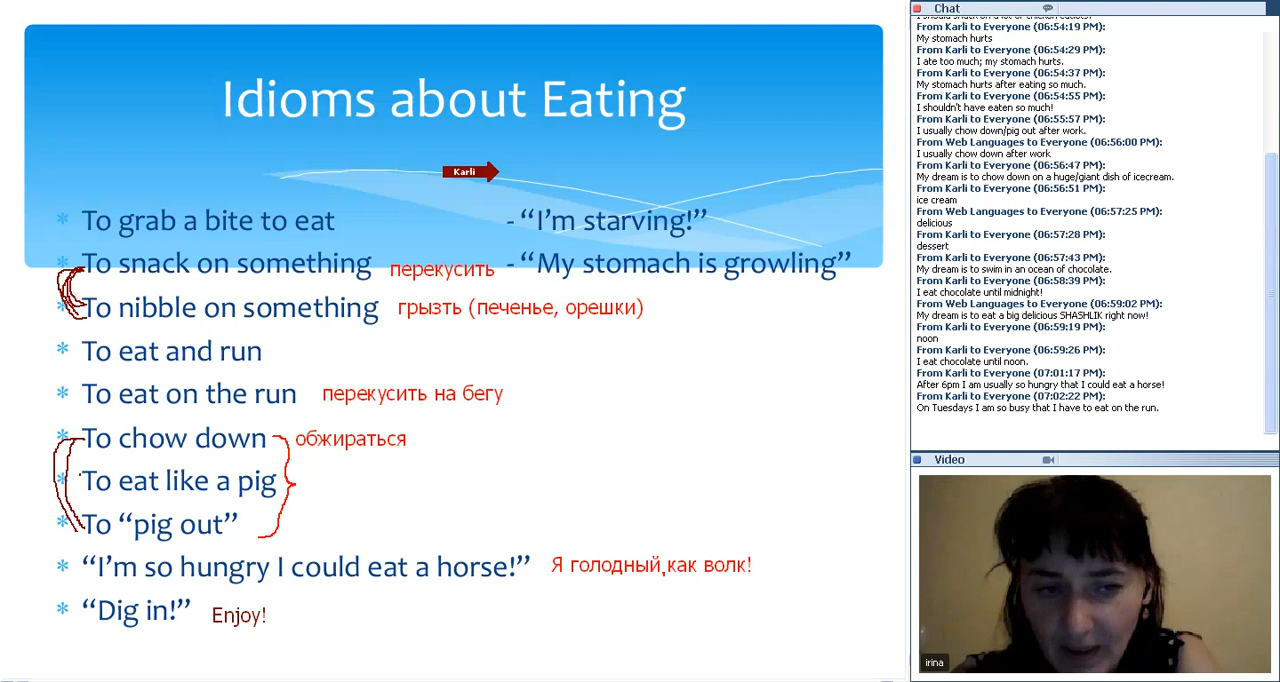 Idioms about Eating
Karli
* To grab a bite to eat - “I’m starving!”
* To snack on something перекусить - “My stomach is growling”
* To nibble on something грызть (печенье, орешки)
* To eat and run
* To eat on the run перекусить на бегу
* To chow down обжираться
* To eat like a pig
* To “pig out”
* “I’m so hungry I could eat a horse!” Я голодный,как волк!
* “Dig in!” Enjoy!
Chat
From Karli to Everyone (06:54:19 PM):
My stomach hurts
From Karli to Everyone (06:54:29 PM):
I ate too much; my stomach hurts.
From Karli to Everyone (06:54:37 PM):
My stomach hurts after eating so much.
From Karli to Everyone (06:54:55 PM):
I shouldn't have eaten so much!
From Karli to Everyone (06:55:57 PM):
I usually chow down/pig out after work.
From Web Languages to Everyone (06:56:00 PM):
I usually chow down after work
From Karli to Everyone (06:56:47 PM):
My dream is to chow down on a huge/giant dish of icecream.
From Karli to Everyone (06:56:51 PM):
ice cream
From Web Languages to Everyone (06:57:25 PM):
delicious
From Karli to Everyone (06:57:28 PM):
dessert
From Karli to Everyone (06:57:43 PM):
My dream is to swim in an ocean of chocolate.
From Karli to Everyone (06:58:39 PM):
I eat chocolate until midnight!
From Web Languages to Everyone (06:59:02 PM):
My dream is to eat a big delicious SHASHLIK right now!
From Karli to Everyone (06:59:19 PM):
noon
From Karli to Everyone (06:59:26 PM):
I eat chocolate until noon.
From Karli to Everyone (07:01:17 PM):
After 6pm I am usually so hungry that I could eat a horse!
From Karli to Everyone (07:02:22 PM):
On Tuesdays I am so busy that I have to eat on the run.
Video
irina